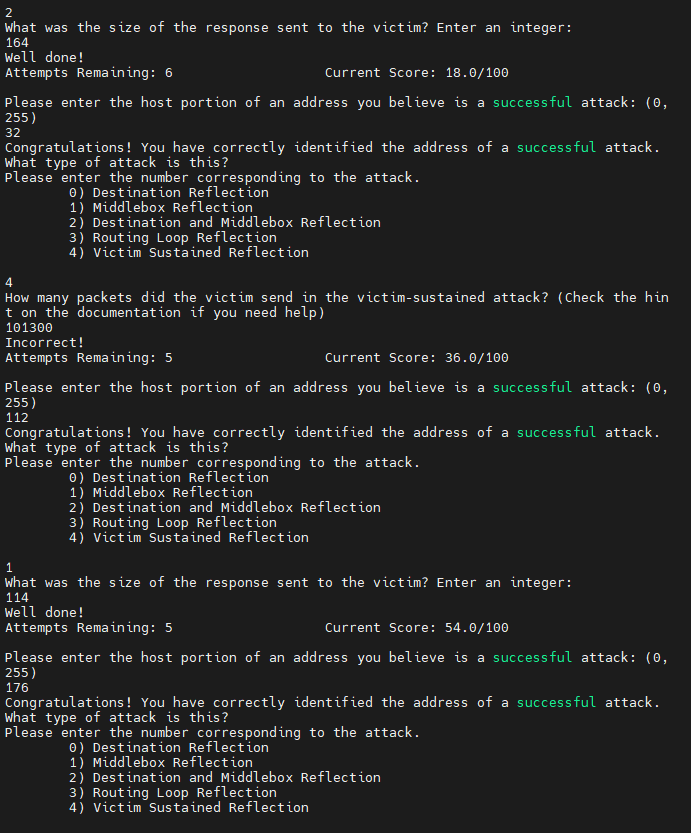 2
What was the size of the response sent to the victim? Enter an integer:
164
Well done!
Attempts Remaining: 6                   Current Score: 18.0/100

Please enter the host portion of an address you believe is a successful attack: (0,
255)
32
Congratulations! You have correctly identified the address of a successful attack.
What type of attack is this?
Please enter the number corresponding to the attack.
        0) Destination Reflection
        1) Middlebox Reflection
        2) Destination and Middlebox Reflection
        3) Routing Loop Reflection
        4) Victim Sustained Reflection

4
How many packets did the victim send in the victim-sustained attack? (Check the hin
t on the documentation if you need help)
101300
Incorrect!
Attempts Remaining: 5                   Current Score: 36.0/100

Please enter the host portion of an address you believe is a successful attack: (0,
255)
112
Congratulations! You have correctly identified the address of a successful attack.
What type of attack is this?
Please enter the number corresponding to the attack.
        0) Destination Reflection
        1) Middlebox Reflection
        2) Destination and Middlebox Reflection
        3) Routing Loop Reflection
        4) Victim Sustained Reflection

1
What was the size of the response sent to the victim? Enter an integer:
114
Well done!
Attempts Remaining: 5                   Current Score: 54.0/100

Please enter the host portion of an address you believe is a successful attack: (0,
255)
176
Congratulations! You have correctly identified the address of a successful attack.
What type of attack is this?
Please enter the number corresponding to the attack.
        0) Destination Reflection
        1) Middlebox Reflection
        2) Destination and Middlebox Reflection
        3) Routing Loop Reflection
        4) Victim Sustained Reflection